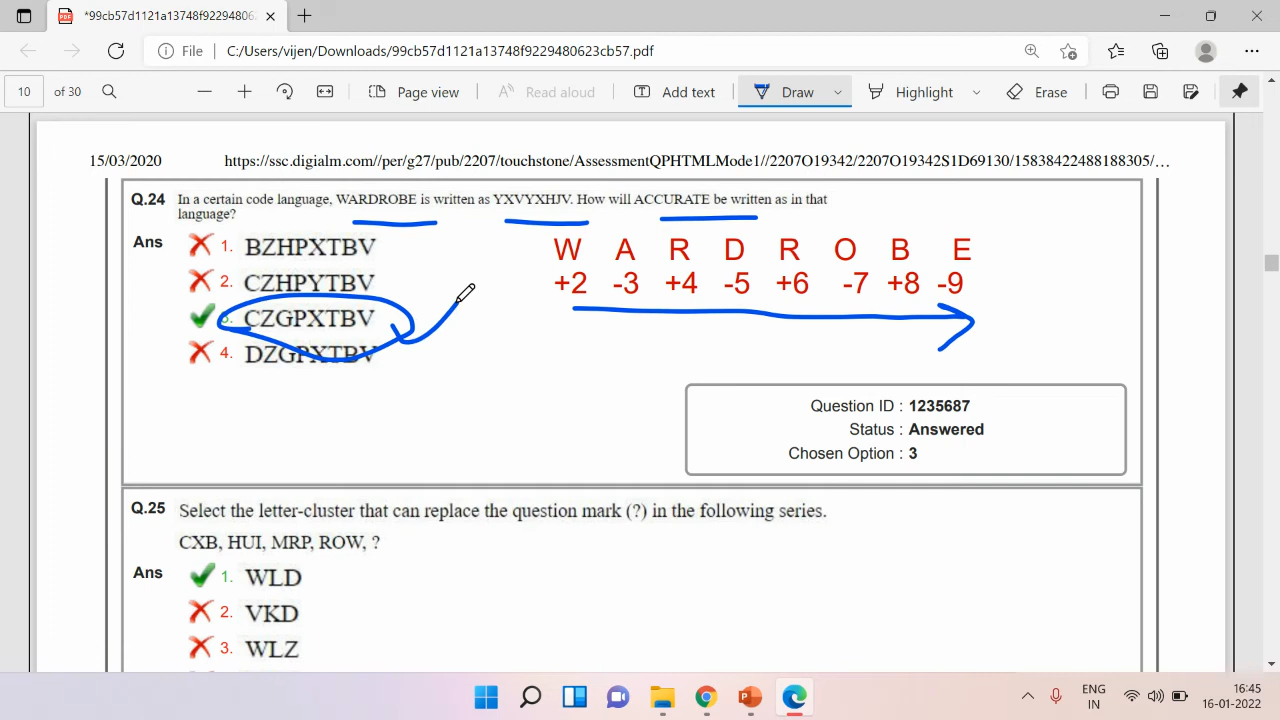 *99cb57d1121a13748f9229480623
File
C:/Users/vijen/Downloads/99cb57d1121a13748f9229480623cb57.pdf
10 of 30
Page view
Read aloud
Add text
Draw
Highlight
Erase
15/03/2020 https://ssc.digialm.com//per/g27/pub/2207/touchstone/AssessmentQPHTMLMode1//2207O19342/2207O19342S1D69130/15838422488188305/…
Q.24 In a certain code language, WARDROBE is written as YXVYXHJV. How will ACCURATE be written as in that
language?
Ans 1. BZHPXTBV
2. CZHPYTBV
3. CZGPXTBV
4. DZGPXTBV
W A R D R O B E
+2 -3 +4 -5 +6 -7 +8 -9
Question ID : 1235687
Status : Answered
Chosen Option : 3
Q.25 Select the letter-cluster that can replace the question mark (?) in the following series.
CXB, HUI, MRP, ROW, ?
Ans 1. WLD
2. VKD
3. WLZ
ENG
IN
16:45
16-01-2022